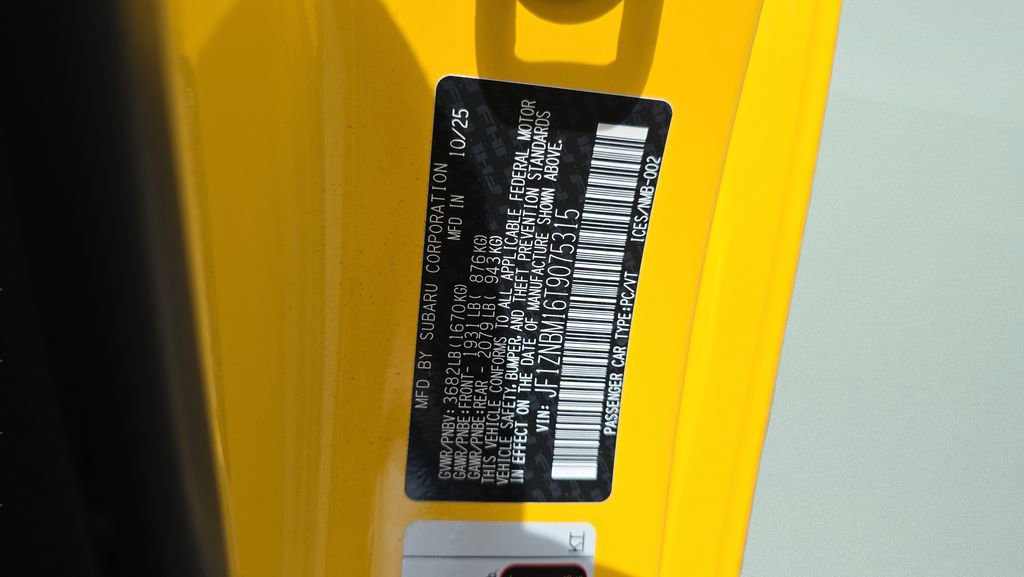 MFD BY SUBARU CORPORATION
MFD IN 10/25
GVWR/PNBV: 3682LB(1670KG)
GAWR/PNBE:FRONT- 1931LB( 876KG)
GAWR/PNBE:REAR - 2079LB( 943KG)
THIS VEHICLE CONFORMS TO ALL APPLICABLE FEDERAL MOTOR
VEHICLE SAFETY, BUMPER, AND THEFT PREVENTION STANDARDS
IN EFFECT ON THE DATE OF MANUFACTURE SHOWN ABOVE.
VIN: JF1ZNBM16T9075315
PASSENGER CAR TYPE:PC/VT ICES/NMB-002
KI